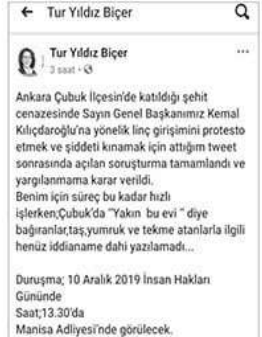 Tur Yıldız Biçer
Tur Yıldız Biçer
3 saat
Ankara Çubuk İlçesin'de katıldığı şehit
cenazesinde Sayın Genel Başkanımız Kemal
Kılıçdaroğlu'na yönelik linç girişimini protesto
etmek ve şiddeti kınamak için attığım tweet
sonrasında açılan soruşturma tamamlandı ve
yargılanmama karar verildi.
Benim için süreç bu kadar hızlı
işlerken;Çubuk'da "Yakın bu evi " diye
bağıranlar,taş,yumruk ve tekme atanlarla ilgili
henüz iddianame dahi yazılamadı...
Duruşma; 10 Aralık 2019 İnsan Hakları
Gününde
Saat;13.30'da
Manisa Adliyesi'nde görülecek.